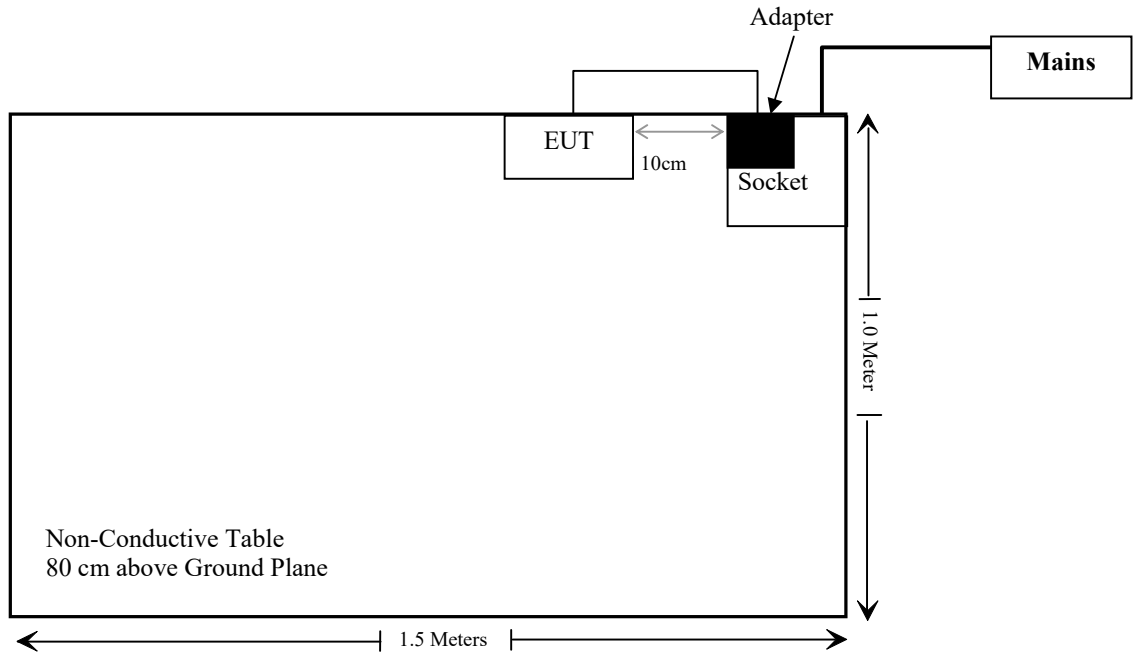 Adapter
Mains
EUT
10cm
Socket
1.0 Meter
Non-Conductive Table
80 cm above Ground Plane
1.5 Meters